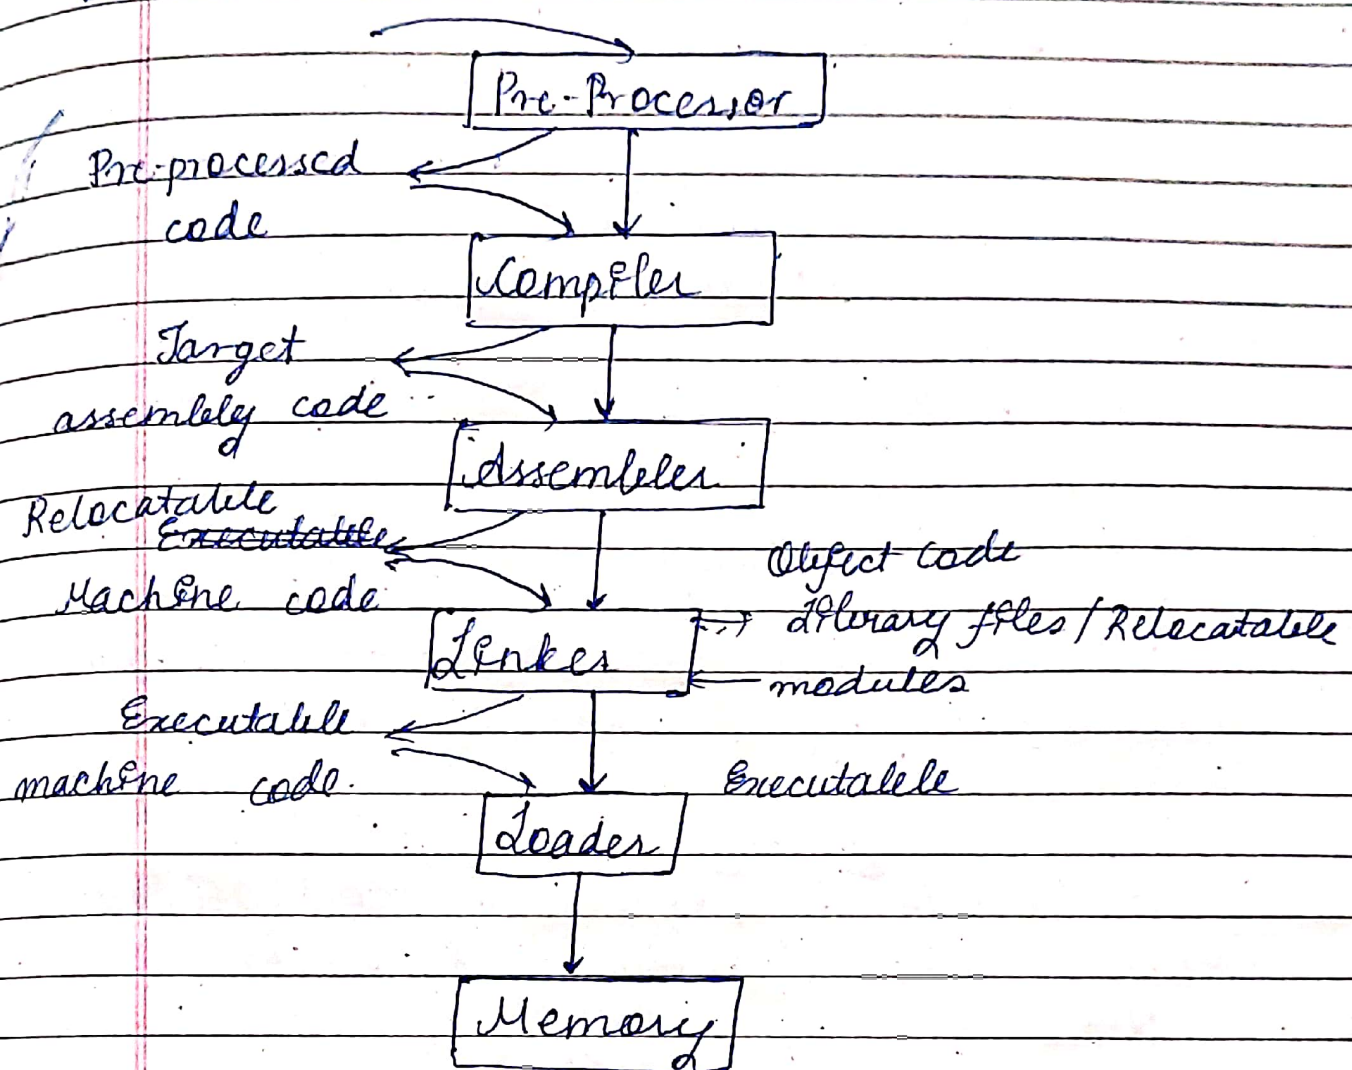 Pre-Processor
Pre-processed
code
Compiler
Target
assembly code
Assembler
Relocatable
Executable
Machine code
Object code
Library files / Relocatable
modules
Linker
Executable
machine code.
Executable
Loader
Memory